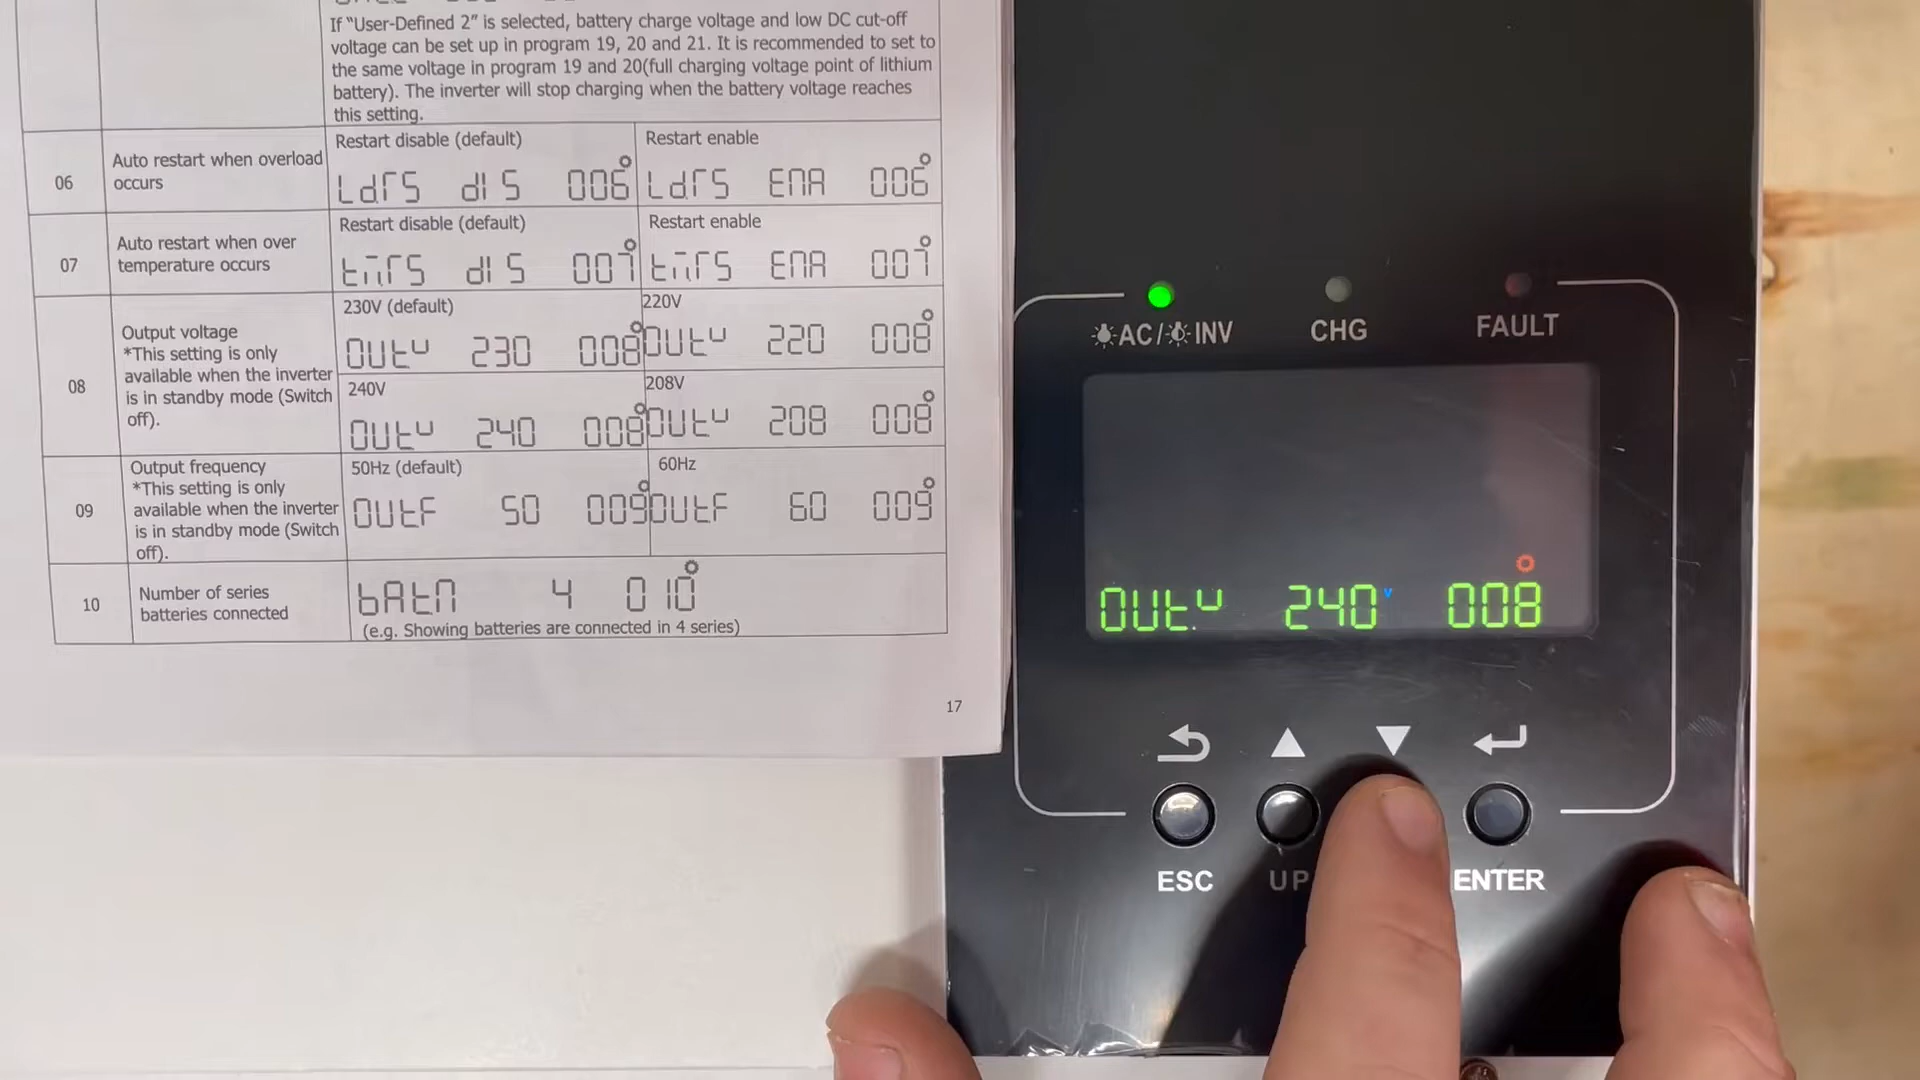 If "User-Defined 2" is selected, battery charge voltage and low DC cut-off
voltage can be set up in program 19, 20 and 21. It is recommended to set to
the same voltage in program 19 and 20(full charging voltage point of lithium
battery). The inverter will stop charging when the battery voltage reaches
this setting.
06
Auto restart when overload
occurs
Restart disable (default)
LdrS dIS 006
Restart enable
LdrS ENA 006
07
Auto restart when over
temperature occurs
Restart disable (default)
tmrS dIS 007
Restart enable
tmrS ENA 007
08
Output voltage
*This setting is only
available when the inverter
is in standby mode (Switch
off).
230V (default)
OUtv 230 008
220V
OUtv 220 008
240V
OUtv 240 008
208V
OUtv 208 008
09
Output frequency
*This setting is only
available when the inverter
is in standby mode (Switch
off).
50Hz (default)
OUtF 50 009
60Hz
OUtF 60 009
10
Number of series
batteries connected
bAtN 4 010
(e.g. Showing batteries are connected in 4 series)
17
AC/ INV
CHG
FAULT
OUtv 240v 008
ESC
UP
ENTER